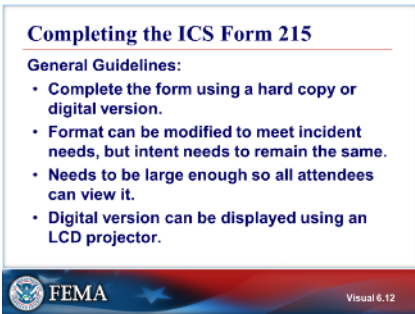 Completing the ICS Form 215
General Guidelines:
• Complete the form using a hard copy or
digital version.
• Format can be modified to meet incident
needs, but intent needs to remain the same.
• Needs to be large enough so all attendees
can view it.
• Digital version can be displayed using an
LCD projector.
FEMA
Visual 6.12